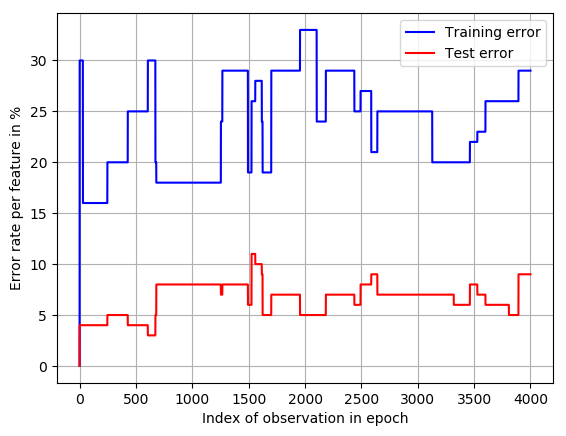 Training error
Test error
Error rate per feature in %
30
25
20
15
10
5
0
0 500 1000 1500 2000 2500 3000 3500 4000
Index of observation in epoch